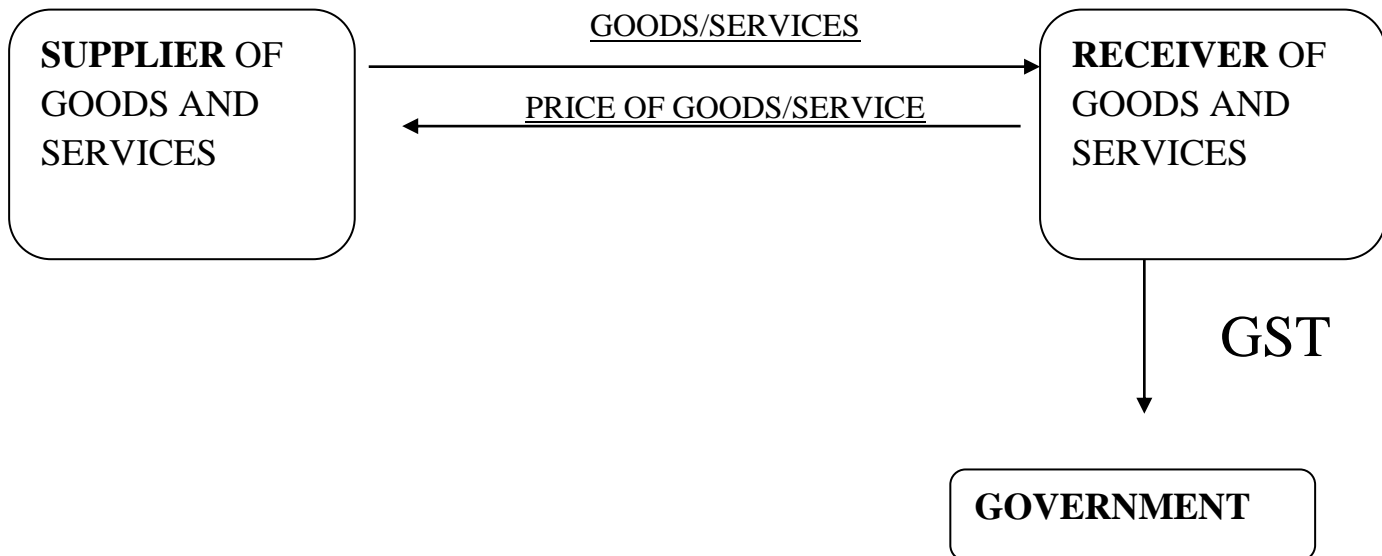 GOODS/SERVICES
SUPPLIER OF
GOODS AND
SERVICES
PRICE OF GOODS/SERVICE
RECEIVER OF
GOODS AND
SERVICES
GST
GOVERNMENT